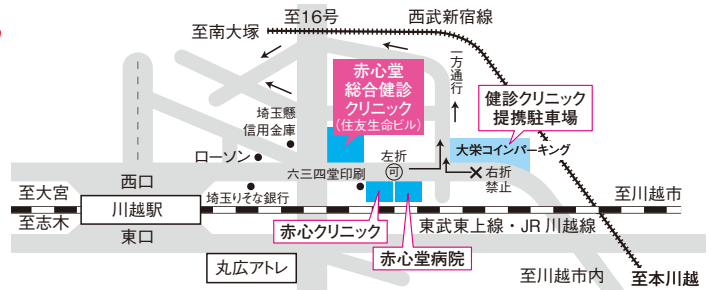 至16号
西武新宿線
至南大塚
一方通行
赤心堂
総合健診
クリニック
(住友生命ビル)
健診クリニック
提携駐車場
埼玉懸
信用金庫
大栄コインパーキング
ローソン
左折
可
右折
禁止
六三四堂印刷
西口
至大宮
埼玉りそな銀行
至川越市
川越駅
至志木
赤心クリニック
東武東上線・JR 川越線
東口
赤心堂病院
丸広アトレ
至川越市内
至本川越